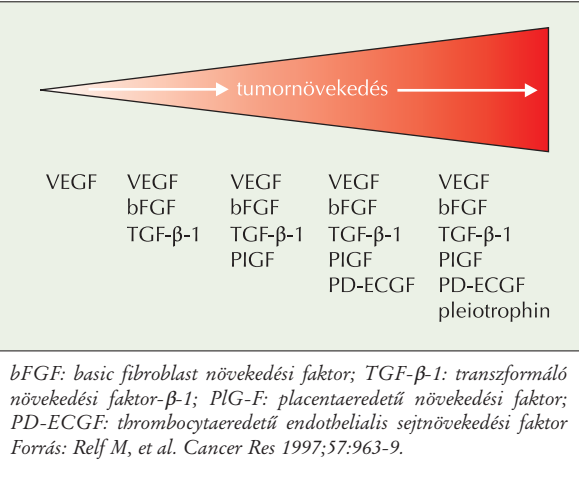 tumornövekedés
VEGF VEGF VEGF VEGF VEGF
bFGF bFGF bFGF bFGF
TGF-β-1 TGF-β-1 TGF-β-1 TGF-β-1
PIGF PIGF PIGF
PD-ECGF PD-ECGF
pleiotrophin
bFGF: basic fibroblast növekedési faktor; TGF-β-1: transzformáló
növekedési faktor-β-1; PlG-F: placentaeredetű növekedési faktor;
PD-ECGF: thrombocytaeredetű endothelialis sejtnövekedési faktor
Forrás: Relf M, et al. Cancer Res 1997;57:963-9.